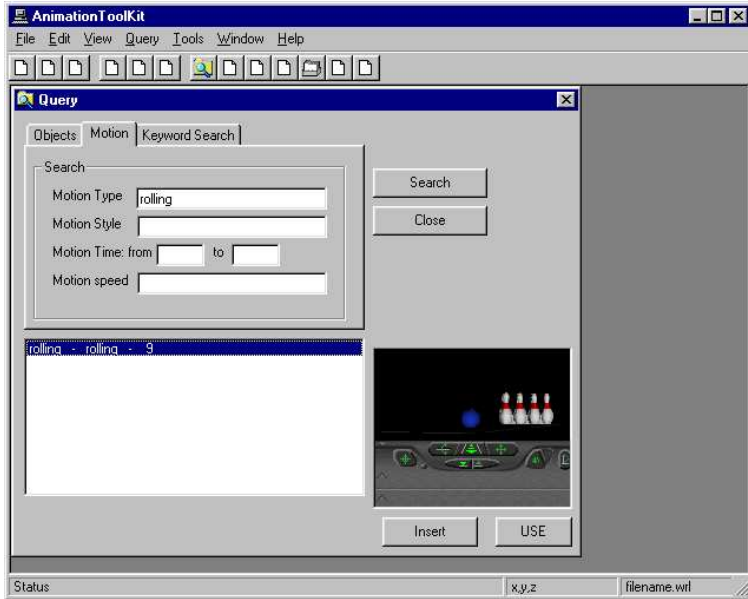 AnimationToolKit
File Edit View Query Tools Window Help
Query
Objects Motion Keyword Search
Search
Motion Type rolling
Motion Style
Motion Time: from to
Motion speed
Search
Close
rolling - rolling - 9
Insert USE
Status x,y,z filename.wrl